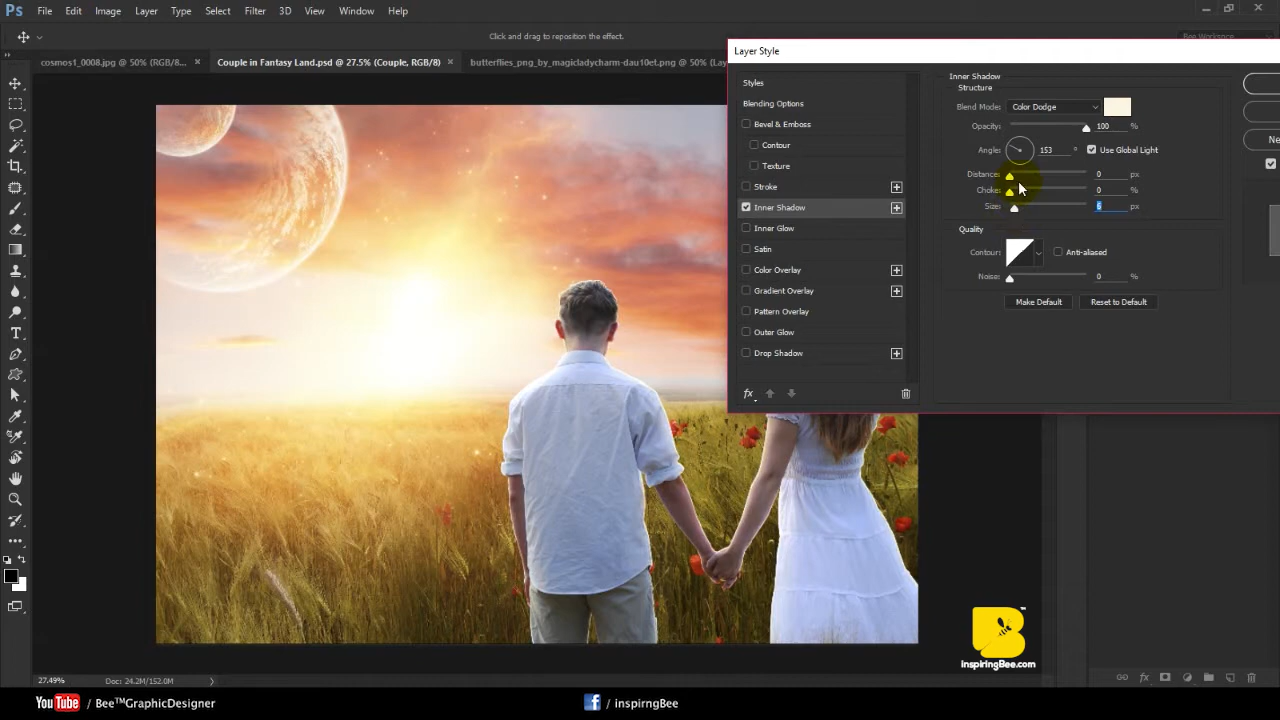 Ps File Edit Image Layer Type Select Filter 3D View Window Help
Click and drag to reposition the effect.
Bee Workspace
cosmos1_0008.jpg @ 50% (RGB/8... × Couple in Fantasy Land.psd @ 27.5% (Couple, RGB/8) × butterflies_png_by_magicladycharm-dau10ef.png @ 50% (Lay
Layer Style
Styles
Blending Options
Bevel & Emboss
Contour
Texture
Stroke
Inner Shadow
Inner Glow
Satin
Color Overlay
Gradient Overlay
Pattern Overlay
Outer Glow
Drop Shadow
fx
Inner Shadow
Structure
Blend Mode: Color Dodge
Opacity: 100 %
Angle: 153 ° Use Global Light
Distance: 0 px
Choke: 0 %
Size: 6 px
Quality
Contour: Anti-aliased
Noise: 0 %
Make Default Reset to Default
Ne
B
inspiringBee.com
27.49% Doc: 24.2M/152.0M
fx
YouTube / Bee™GraphicDesigner f / inspirngBee